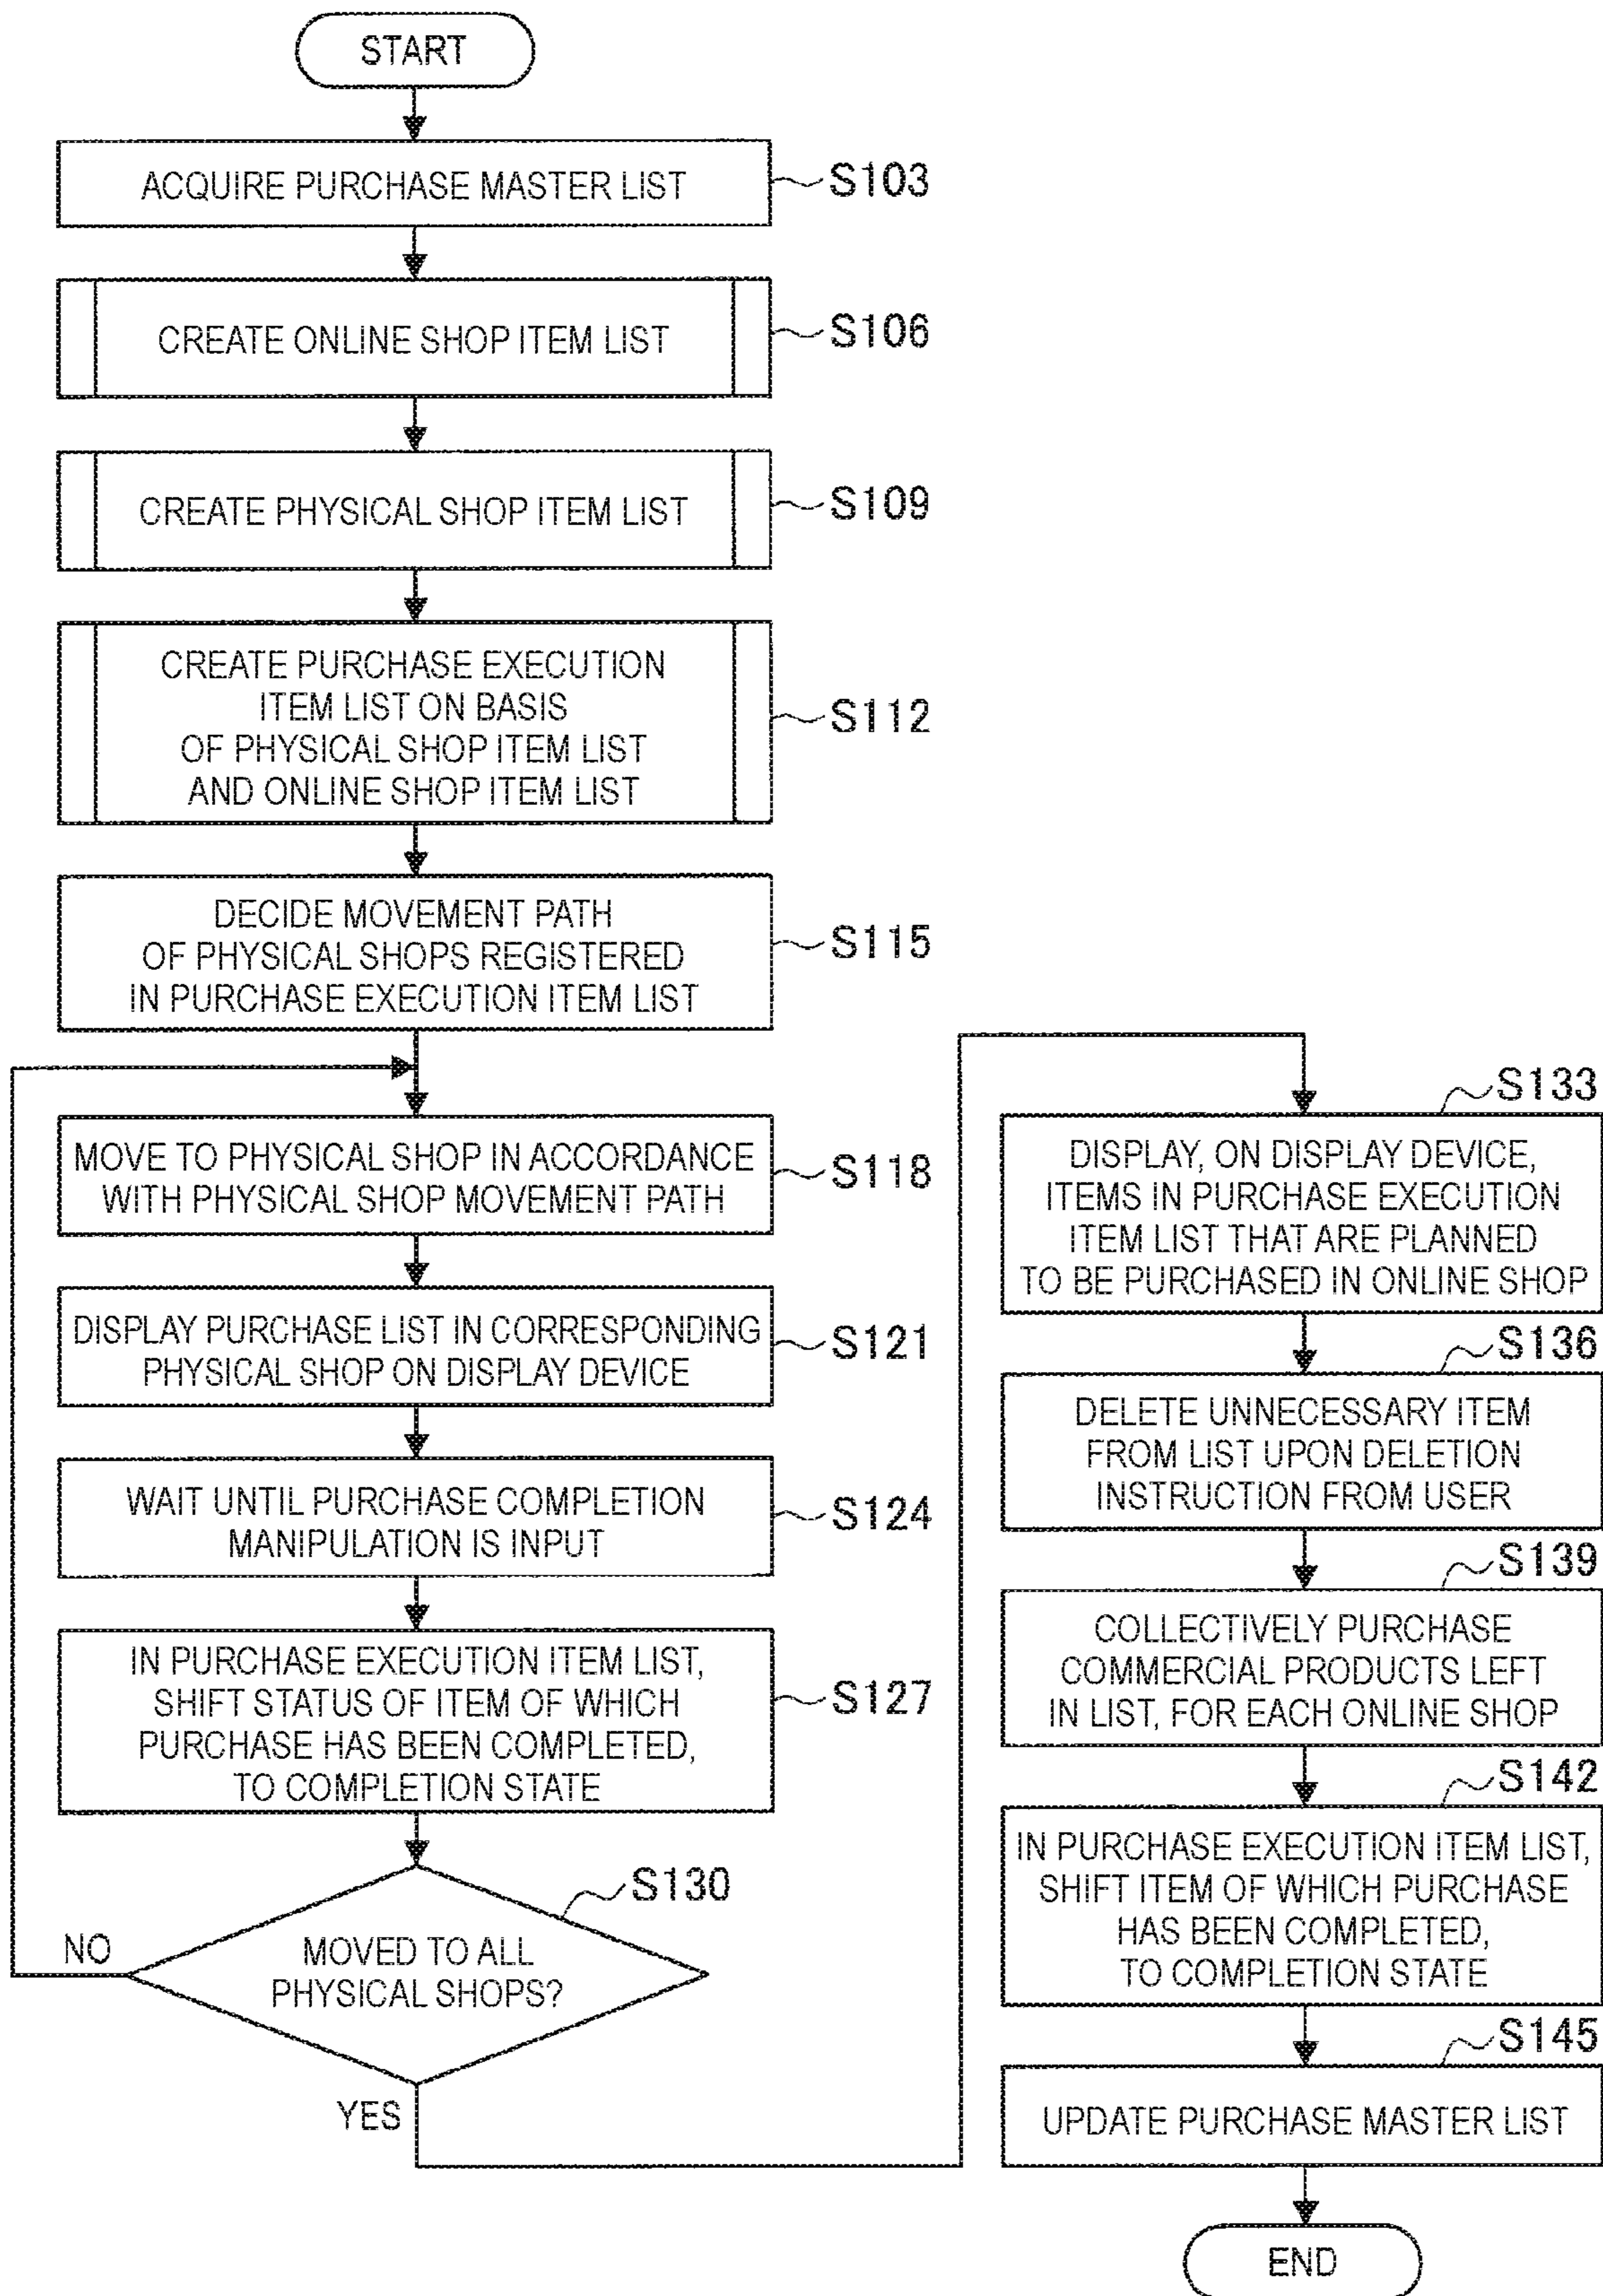 START
ACQUIRE PURCHASE MASTER LIST
S103
CREATE ONLINE SHOP ITEM LIST
S106
CREATE PHYSICAL SHOP ITEM LIST
S109
CREATE PURCHASE EXECUTION
ITEM LIST ON BASIS
OF PHYSICAL SHOP ITEM LIST
AND ONLINE SHOP ITEM LIST
S112
DECIDE MOVEMENT PATH
OF PHYSICAL SHOPS REGISTERED
IN PURCHASE EXECUTION ITEM LIST
S115
MOVE TO PHYSICAL SHOP IN ACCORDANCE
WITH PHYSICAL SHOP MOVEMENT PATH
S118
DISPLAY PURCHASE LIST IN CORRESPONDING
PHYSICAL SHOP ON DISPLAY DEVICE
S121
WAIT UNTIL PURCHASE COMPLETION
MANIPULATION IS INPUT
S124
IN PURCHASE EXECUTION ITEM LIST,
SHIFT STATUS OF ITEM OF WHICH
PURCHASE HAS BEEN COMPLETED,
TO COMPLETION STATE
S127
S130
MOVED TO ALL
PHYSICAL SHOPS?
NO
YES
S133
DISPLAY, ON DISPLAY DEVICE,
ITEMS IN PURCHASE EXECUTION
ITEM LIST THAT ARE PLANNED
TO BE PURCHASED IN ONLINE SHOP
S136
DELETE UNNECESSARY ITEM
FROM LIST UPON DELETION
INSTRUCTION FROM USER
S139
COLLECTIVELY PURCHASE
COMMERCIAL PRODUCTS LEFT
IN LIST, FOR EACH ONLINE SHOP
S142
IN PURCHASE EXECUTION ITEM LIST,
SHIFT ITEM OF WHICH PURCHASE
HAS BEEN COMPLETED,
TO COMPLETION STATE
S145
UPDATE PURCHASE MASTER LIST
END